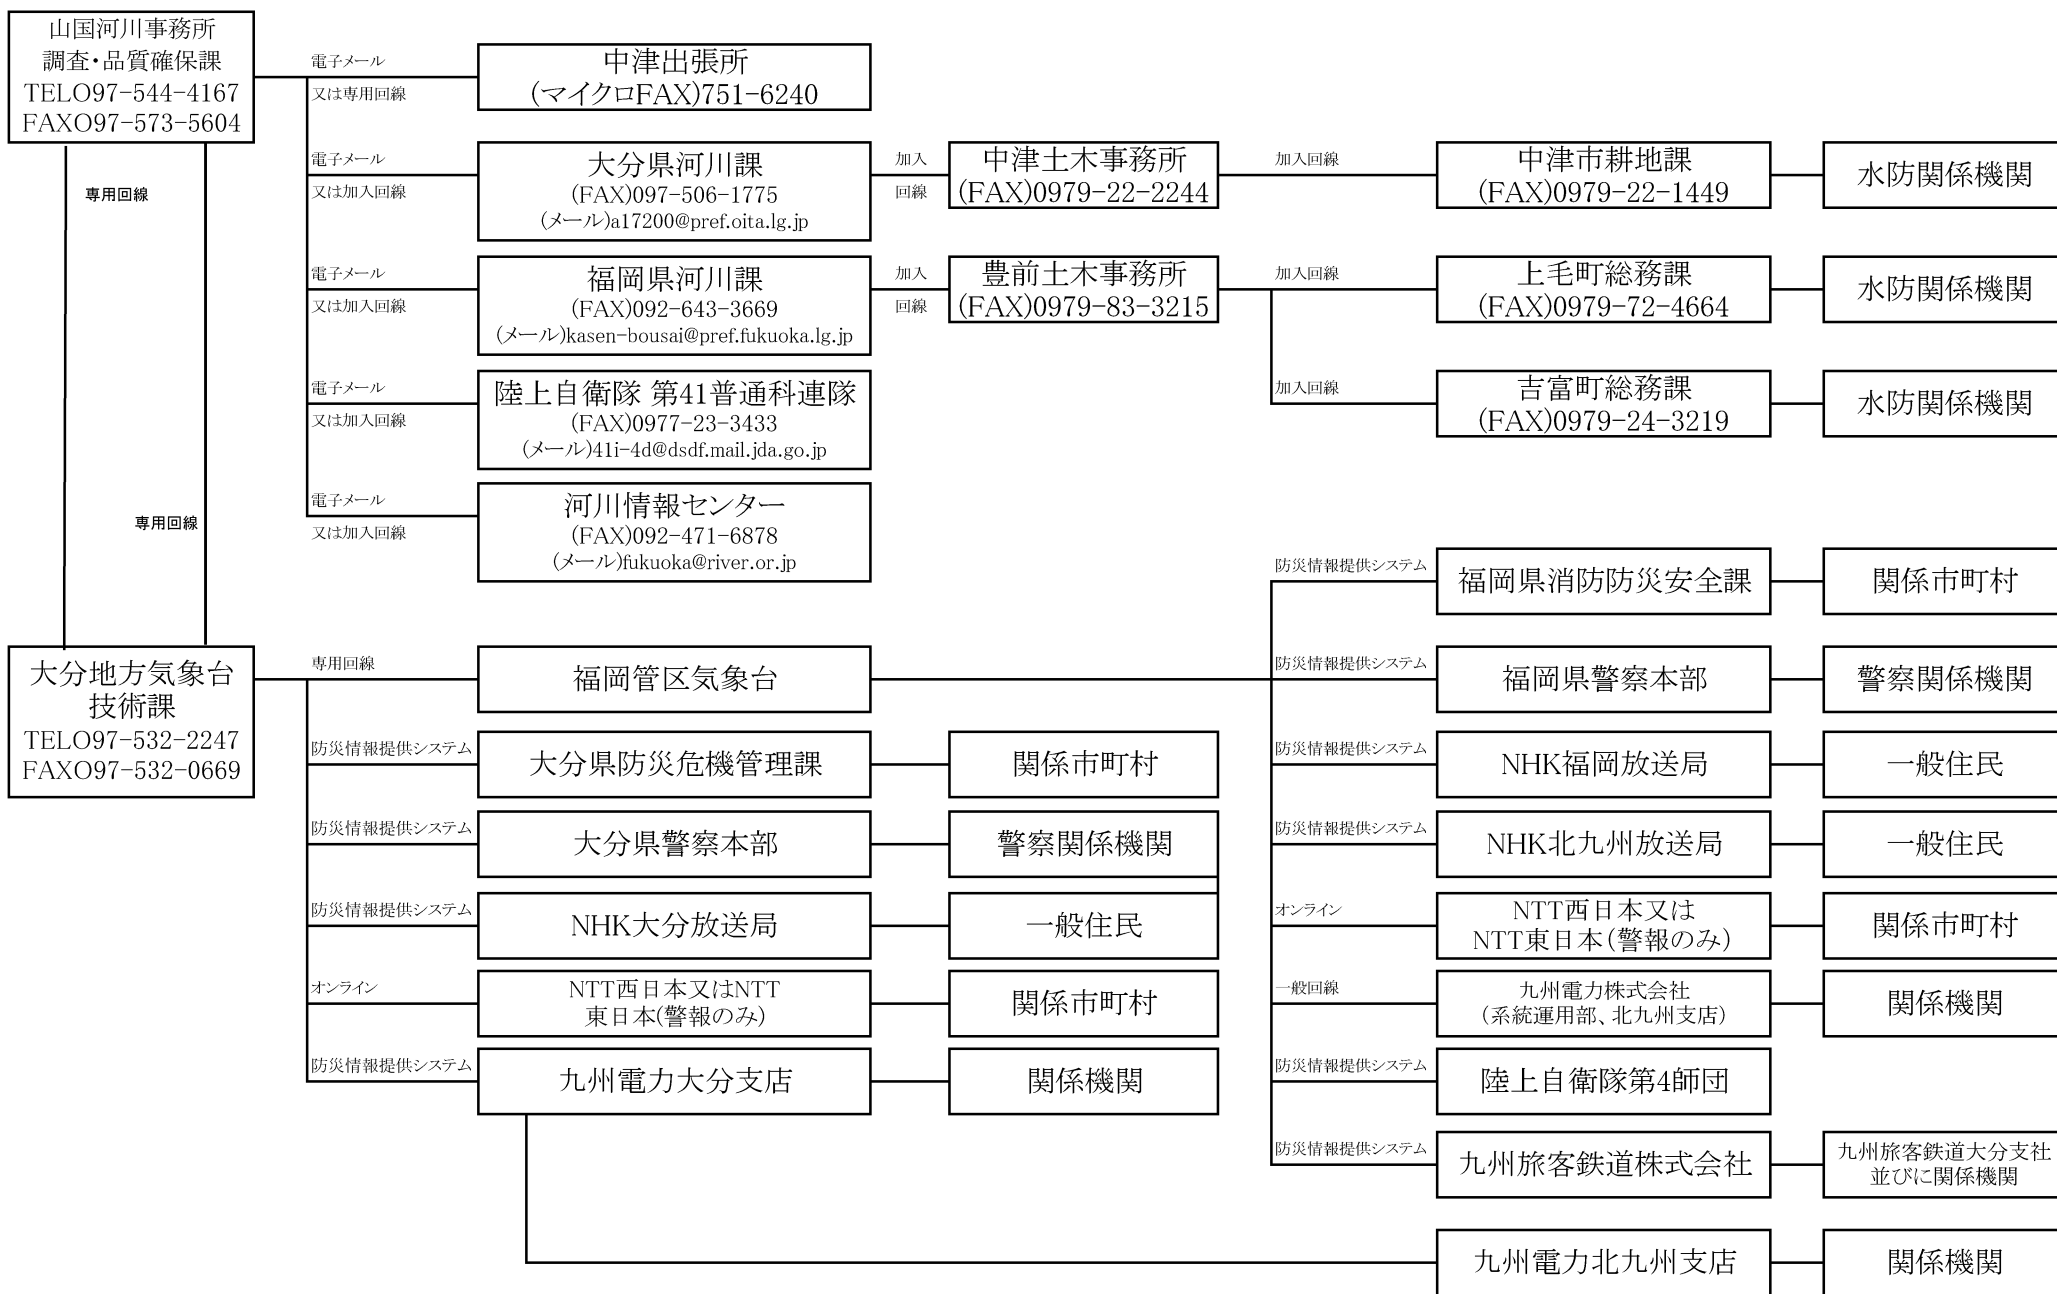 山国河川事務所
調査・品質確保課
TELO97-544-4167
FAXO97-573-5604
専用回線
専用回線
電子メール
又は専用回線
中津出張所
(マイクロFAX)751-6240
電子メール
又は加入回線
大分県河川課
(FAX)097-506-1775
(メール)a17200@pref.oita.lg.jp
加入
回線
中津土木事務所
(FAX)0979-22-2244
加入回線
中津市耕地課
(FAX)0979-22-1449
水防関係機関
電子メール
又は加入回線
福岡県河川課
(FAX)092-643-3669
(メール)kasen-bousai@pref.fukuoka.lg.jp
加入
回線
豊前土木事務所
(FAX)0979-83-3215
加入回線
上毛町総務課
(FAX)0979-72-4664
水防関係機関
電子メール
又は加入回線
陸上自衛隊 第41普通科連隊
(FAX)0977-23-3433
(メール)41i-4d@dsdf.mail.jda.go.jp
加入回線
吉富町総務課
(FAX)0979-24-3219
水防関係機関
電子メール
又は加入回線
河川情報センター
(FAX)092-471-6878
(メール)fukuoka@river.or.jp
防災情報提供システム
福岡県消防防災安全課
関係市町村
大分地方気象台
技術課
TELO97-532-2247
FAXO97-532-0669
専用回線
福岡管区気象台
防災情報提供システム
福岡県警察本部
警察関係機関
防災情報提供システム
大分県防災危機管理課
関係市町村
防災情報提供システム
NHK福岡放送局
一般住民
防災情報提供システム
大分県警察本部
警察関係機関
防災情報提供システム
NHK北九州放送局
一般住民
防災情報提供システム
NHK大分放送局
一般住民
オンライン
NTT西日本又は
NTT東日本(警報のみ)
関係市町村
オンライン
NTT西日本又はNTT
東日本(警報のみ)
関係市町村
一般回線
九州電力株式会社
(系統運用部、北九州支店)
関係機関
防災情報提供システム
九州電力大分支店
関係機関
防災情報提供システム
陸上自衛隊第4師団
防災情報提供システム
九州旅客鉄道株式会社
九州旅客鉄道大分支社
並びに関係機関
九州電力北九州支店
関係機関